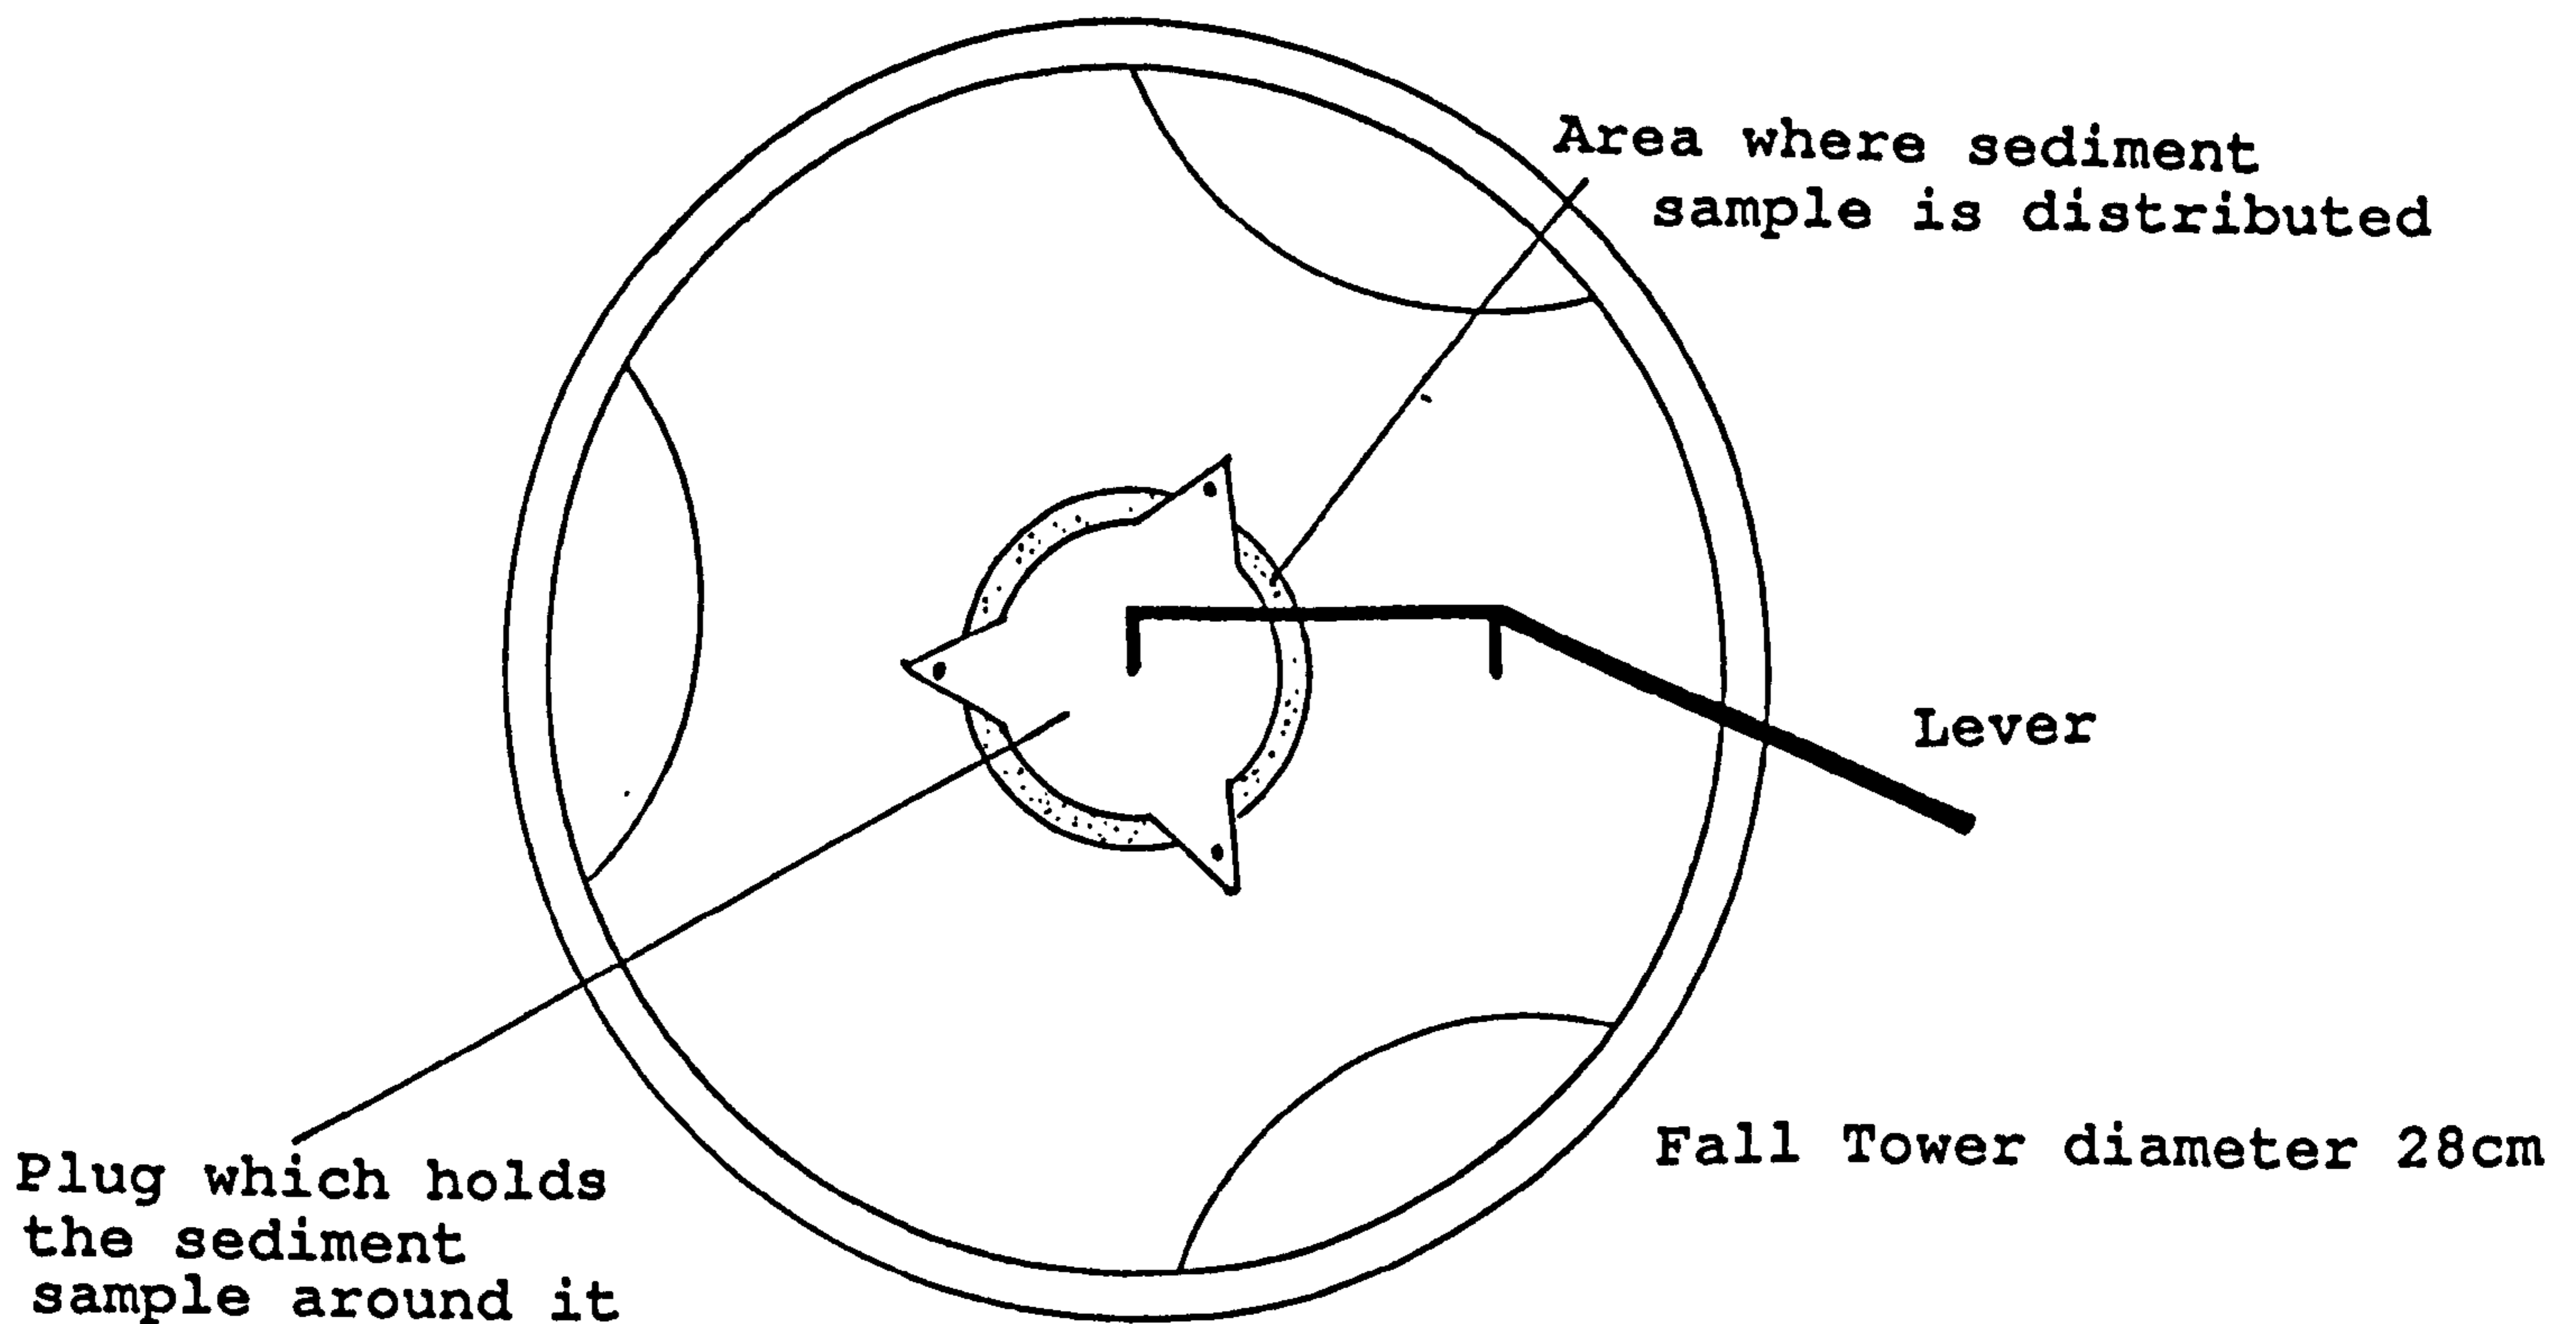 Area where sediment
sample is distributed
Lever
Fall Tower diameter 28cm
Plug which holds
the sediment
sample around it